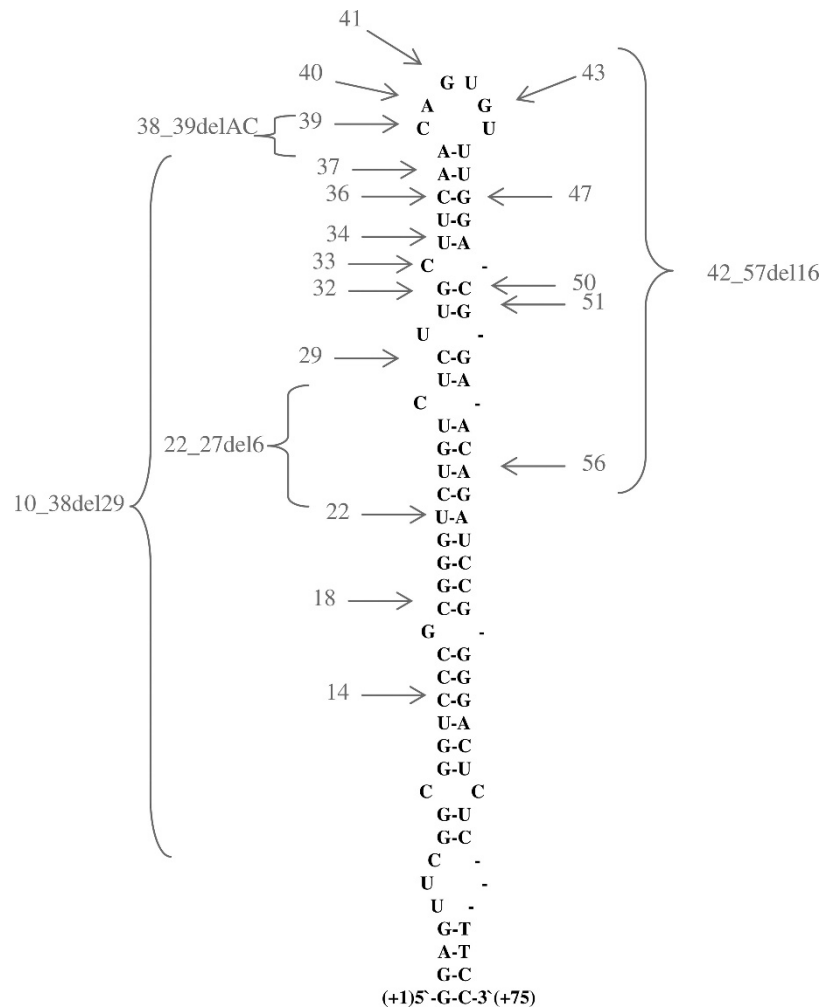 41
G U
40 A G 43
38_39delAC 39 C U
A-U
37 A-U
36 C-G 47
U-G
34 U-A
33 C -
32 G-C 50
U-G 51
42_57del16
U -
29 C-G
U-A
C -
U-A
22_27del6 G-C
U-A 56
C-G
10_38del29 22 U-A
G-U
G-C
G-C
18 C-G
G -
C-G
C-G
14 C-G
U-A
G-C
G-U
C C
G-U
G-C
C -
U -
U -
G-T
A-T
G-C
(+1)5`-G-C-3`(+75)